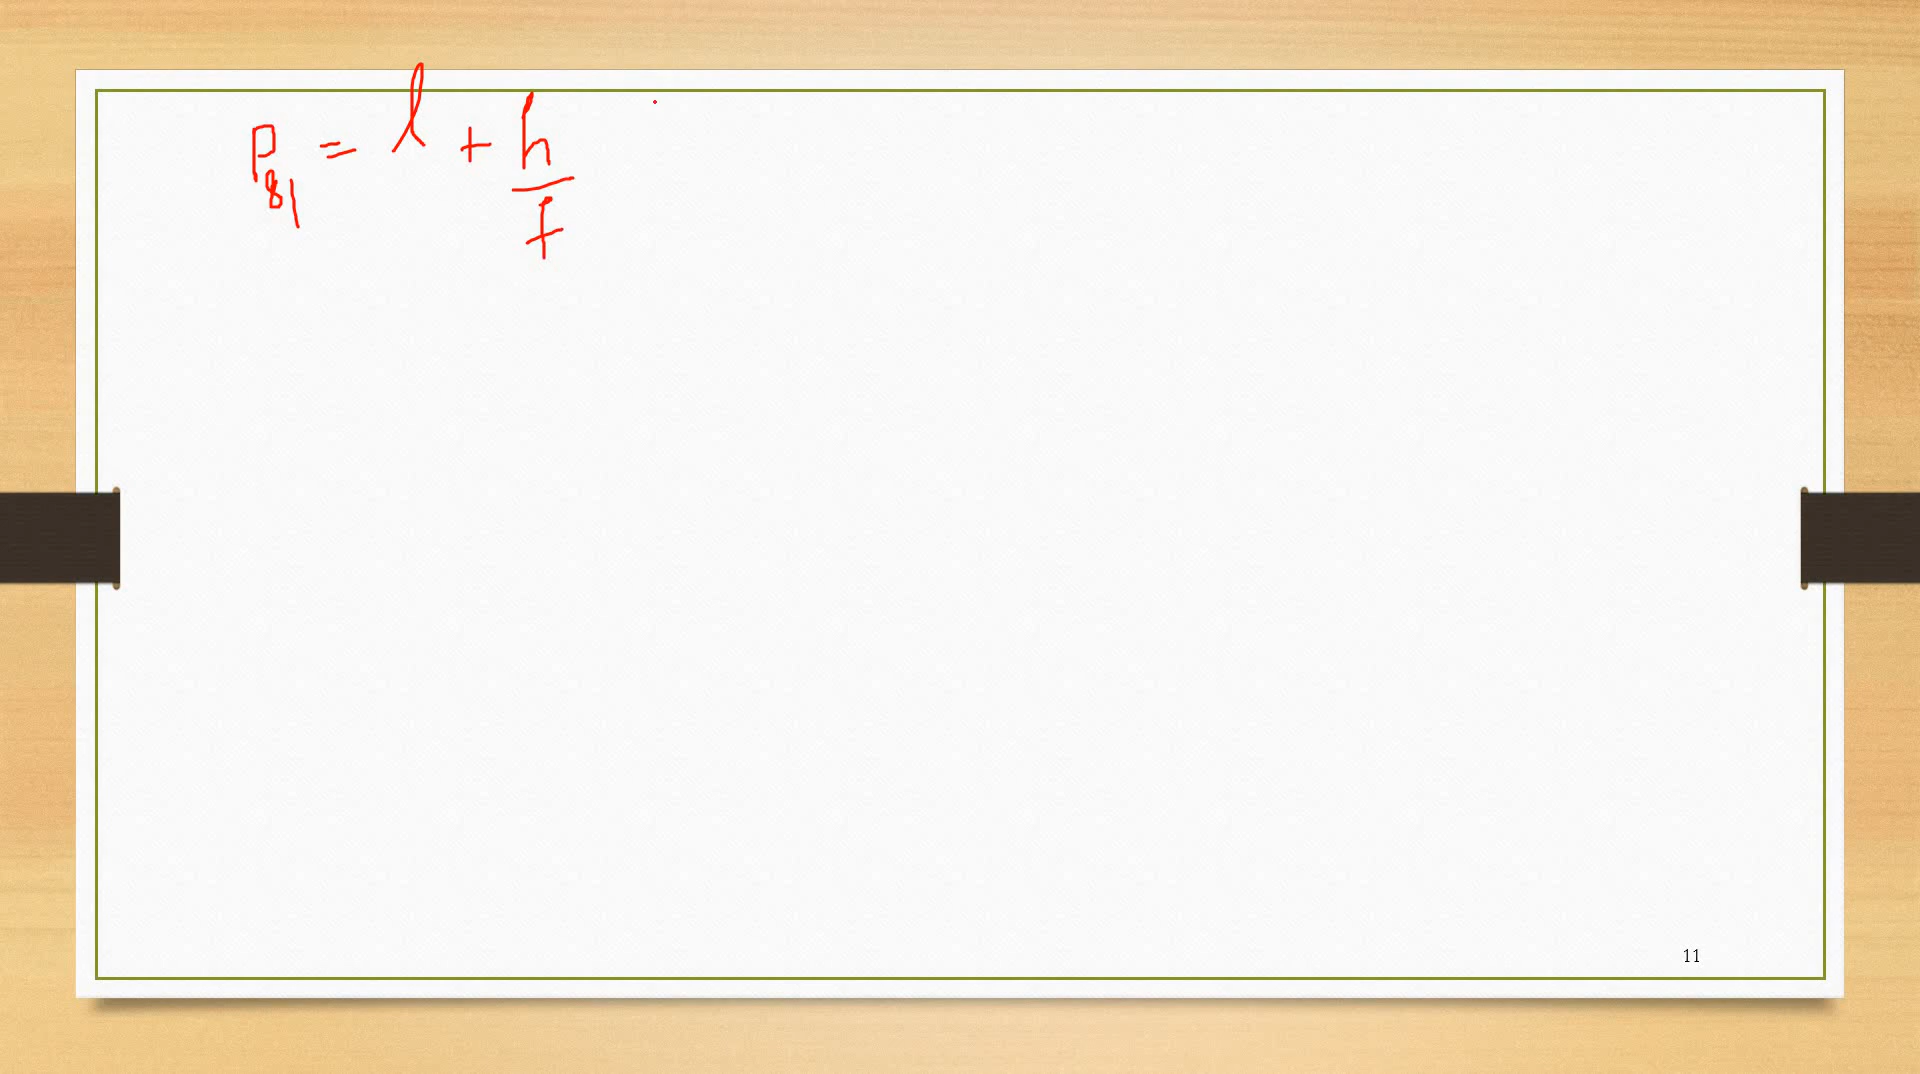 P₈₁ = l + h/f
11